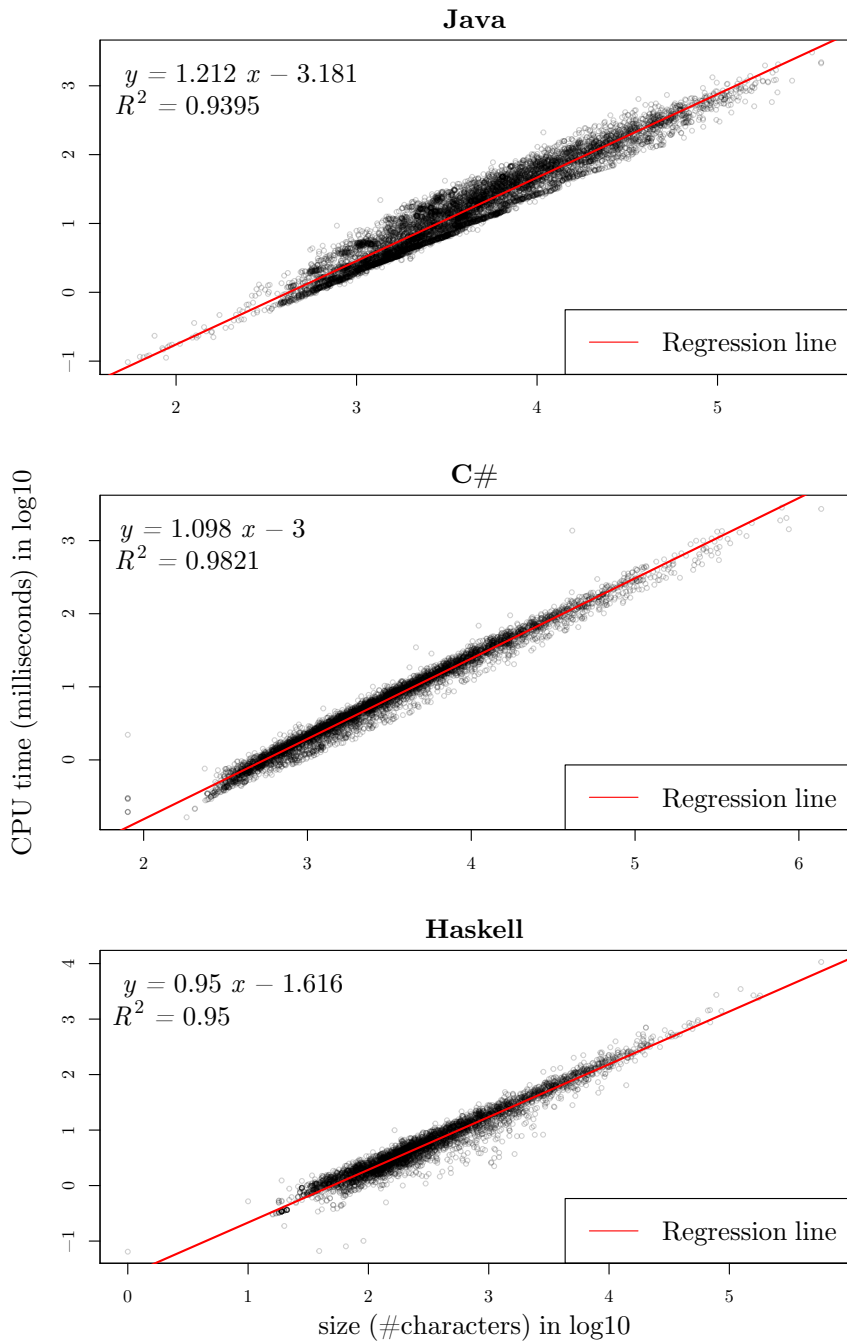 Java
y = 1.212 x − 3.181
R² = 0.9395
3
2
1
0
−1
Regression line
2
3
4
5
C#
y = 1.098 x − 3
R² = 0.9821
3
2
1
0
Regression line
2
3
4
5
6
CPU time (milliseconds) in log10
Haskell
y = 0.95 x − 1.616
R² = 0.95
4
3
2
1
0
−1
Regression line
0
1
2
3
4
5
size (#characters) in log10